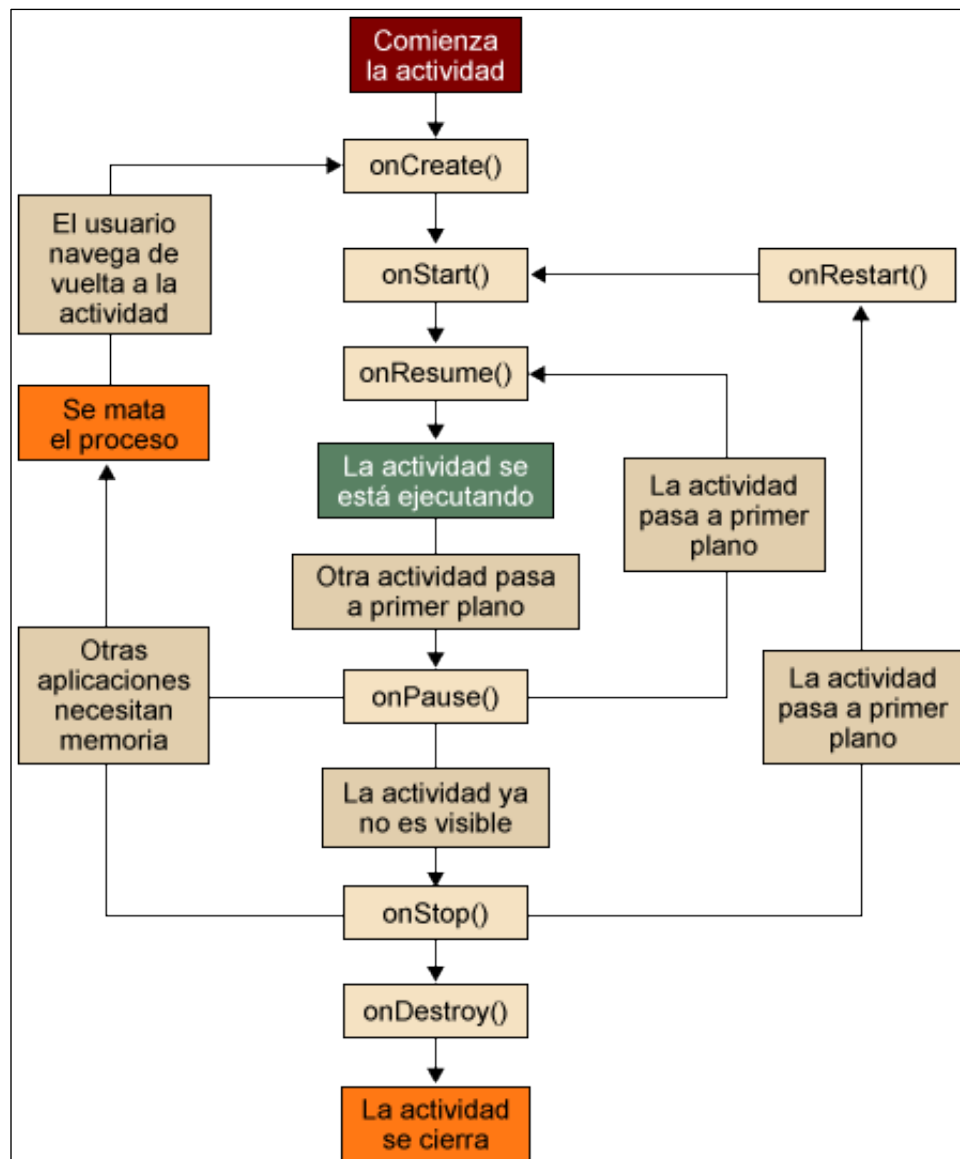 Comienza
la actividad
onCreate()
El usuario
navega de
vuelta a la
actividad
onStart()
onRestart()
onResume()
Se mata
el proceso
La actividad se
está ejecutando
La actividad
pasa a primer
plano
Otra actividad pasa
a primer plano
Otras
aplicaciones
necesitan
memoria
onPause()
La actividad
pasa a primer
plano
La actividad ya
no es visible
onStop()
onDestroy()
La actividad
se cierra